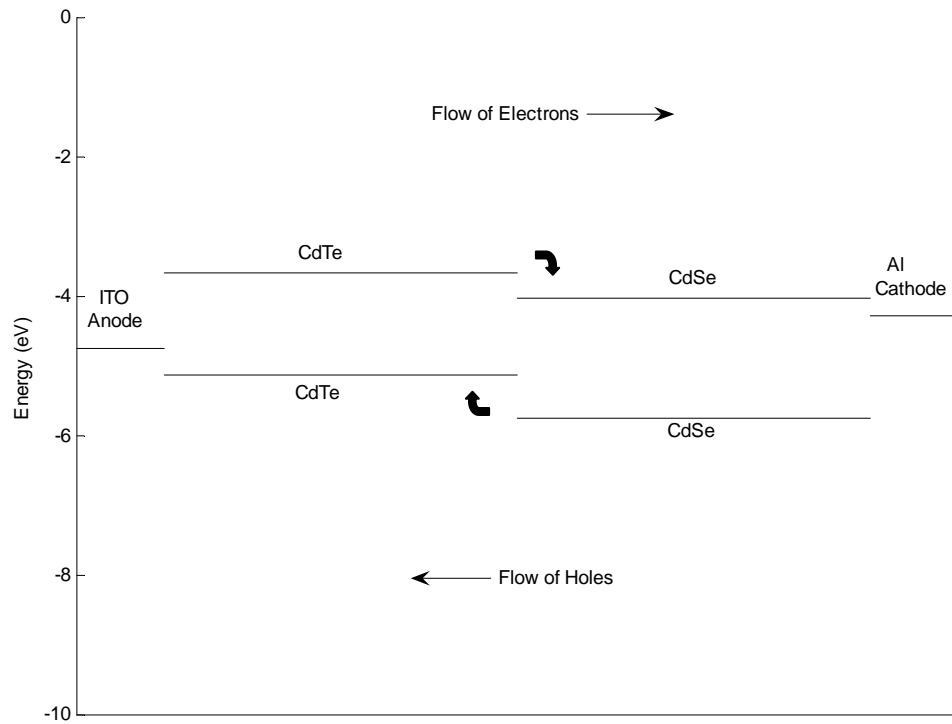 0
Flow of Electrons
-2
CdTe
CdSe
Al
Cathode
-4
ITO
Anode
Energy (eV)
CdTe
CdSe
-6
-8
Flow of Holes
-10